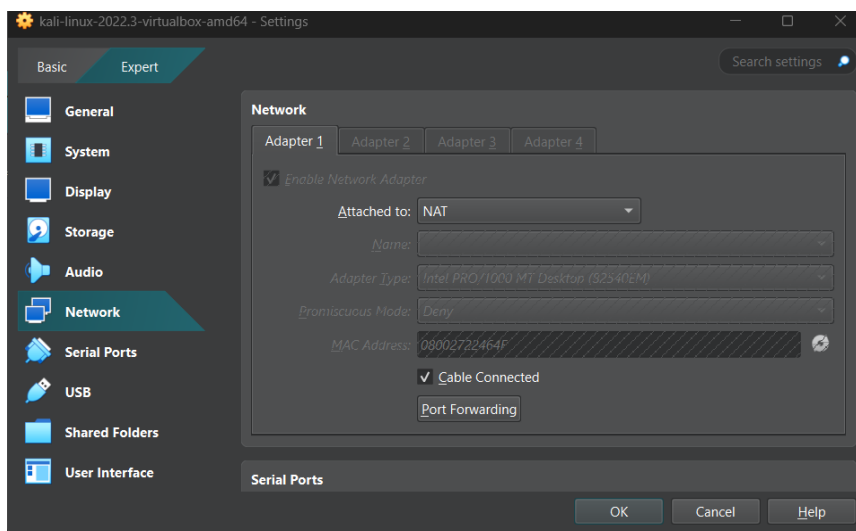 kali-linux-2022.3-virtualbox-amd64 - Settings
Basic Expert Search settings
General
System
Display
Storage
Audio
Network
Serial Ports
USB
Shared Folders
User Interface
Network
Adapter 1 Adapter 2 Adapter 3 Adapter 4
Enable Network Adapter
Attached to: NAT
Name:
Adapter Type: Intel PRO/1000 MT Desktop (82540EM)
Promiscuous Mode: Deny
MAC Address: 08002722464F
Cable Connected
Port Forwarding
Serial Ports
OK Cancel Help